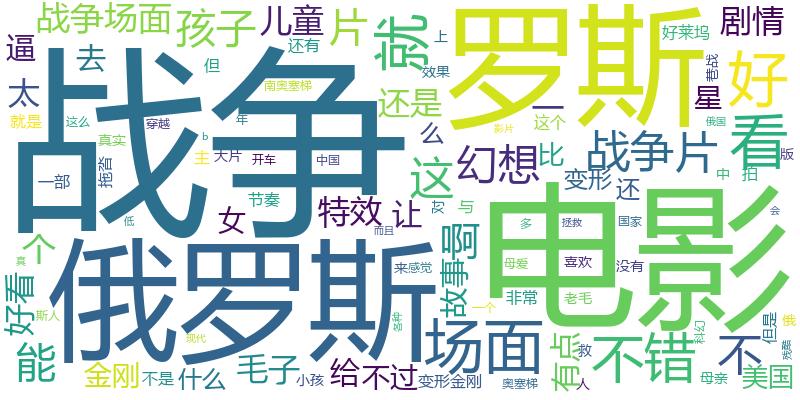 战争场面
孩子
儿童
片
就
罗斯
好莱坞
剧情
逼
去
还有
但
上
效果
巷战
星
好
太
战争
南奥塞梯
还是
一
就是
这么
穿越
b
年
么
这个
俄国
影片
真实
大片
开车
中国
主
这
幻想
比
战争片
看
版
一部
拖沓
节奏
女
特效
让
对
与
变形
还
中
拍
低
而且
电影
多
拯救
国家
会
个
真
俄罗斯
来
感觉
故事
啊
母爱
喜欢
没有
好看
斯人
非常
老毛
一个
但是
俄
能
现代
各种
场面
有点
救
不错
科幻
不
残酷
金刚
不是
什么
毛子
小孩
给
不过
变形金刚
奥塞梯
人
母亲
美国